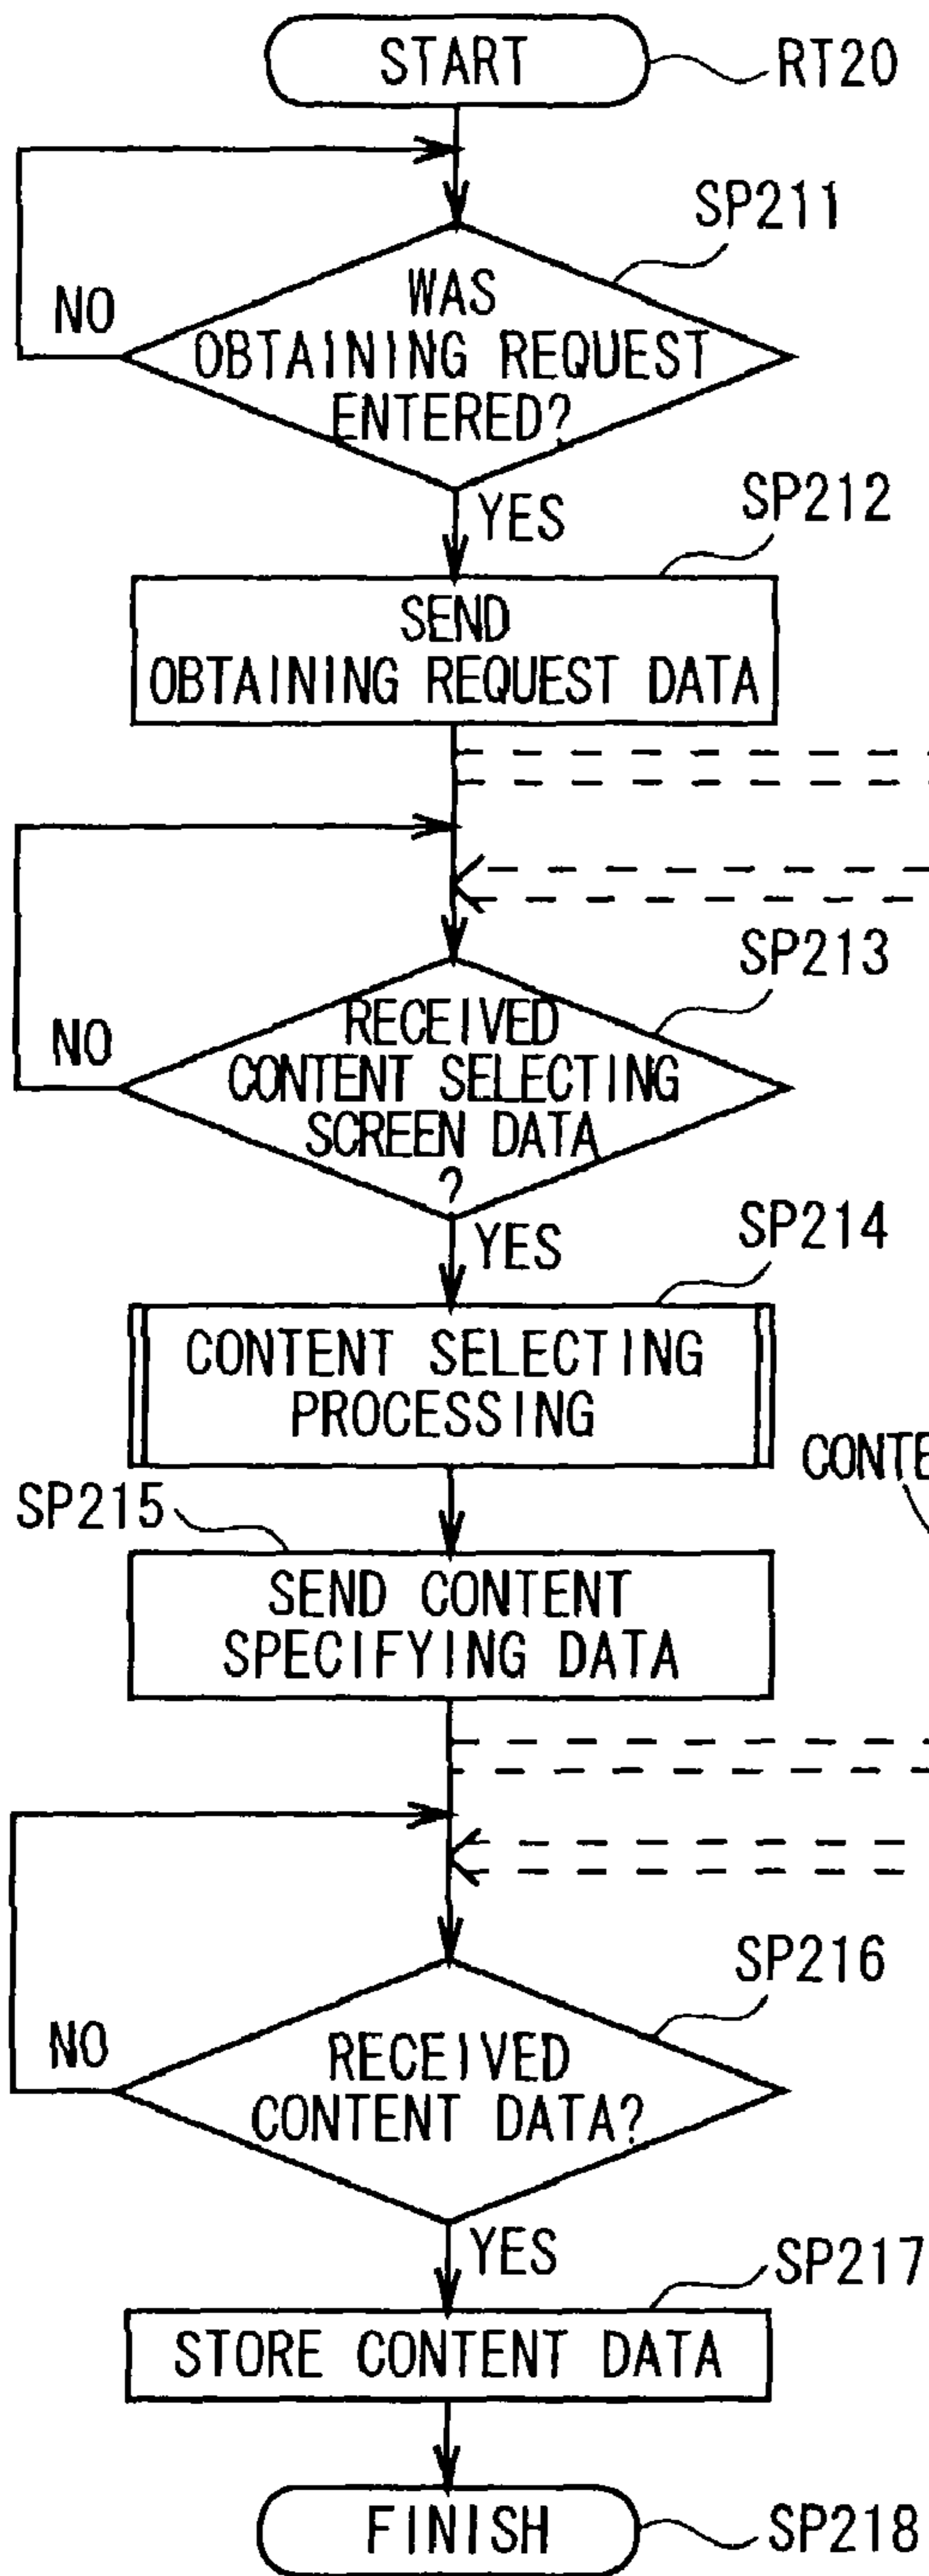 START
RT20
SP211
NO
WAS
OBTAINING REQUEST
ENTERED?
YES
SP212
SEND
OBTAINING REQUEST DATA
SP213
NO
RECEIVED
CONTENT SELECTING
SCREEN DATA
?
YES
SP214
CONTENT SELECTING
PROCESSING
SP215
SEND CONTENT
SPECIFYING DATA
SP216
NO
RECEIVED
CONTENT DATA?
YES
SP217
STORE CONTENT DATA
FINISH
SP218